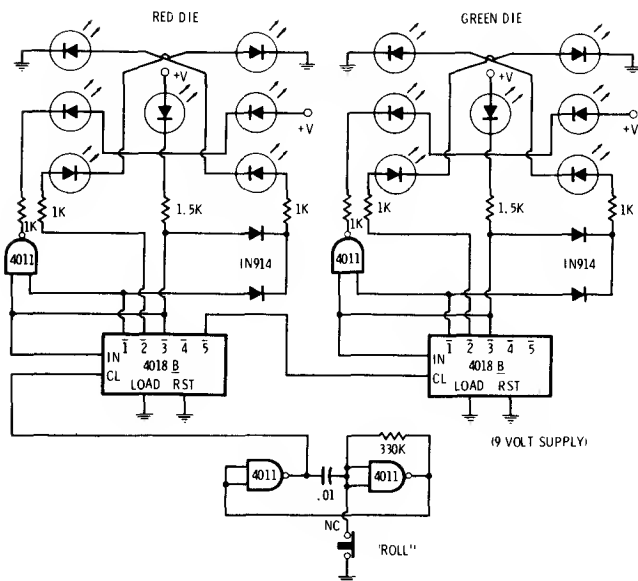 RED DIE
GREEN DIE
+V
+V
+V
+V
1K
1K
1.5K
1K
1K
1K
1.5K
1K
4011
IN914
4011
IN914
1 2 3 4 5
IN
4018 B
CL
LOAD RST
1 2 3 4 5
IN
4018 B
CL
LOAD RST
(9 VOLT SUPPLY)
330K
4011
4011
.01
NC
'ROLL''